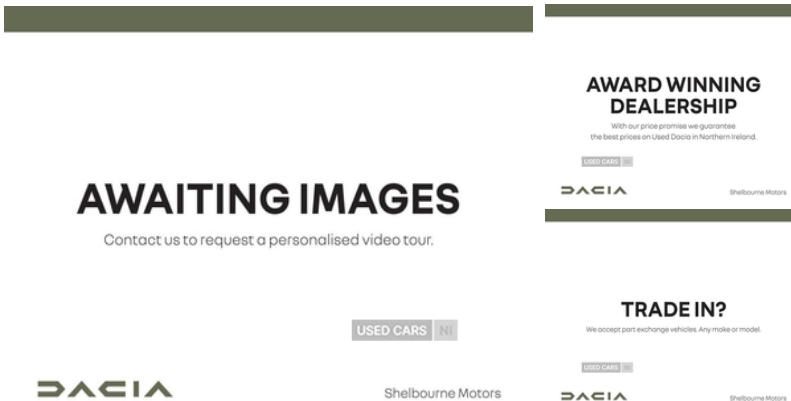 AWAITING IMAGES
Contact us to request a personalised video tour.
USED CARS NI
DACIA
Shelbourne Motors
AWARD WINNING
DEALERSHIP
With our price promise we guarantee
the best prices on Used Dacia in Northern Ireland.
USED CARS NI
DACIA
Shelbourne Motors
TRADE IN?
We accept part exchange vehicles. Any make or model.
USED CARS NI
DACIA
Shelbourne Motors